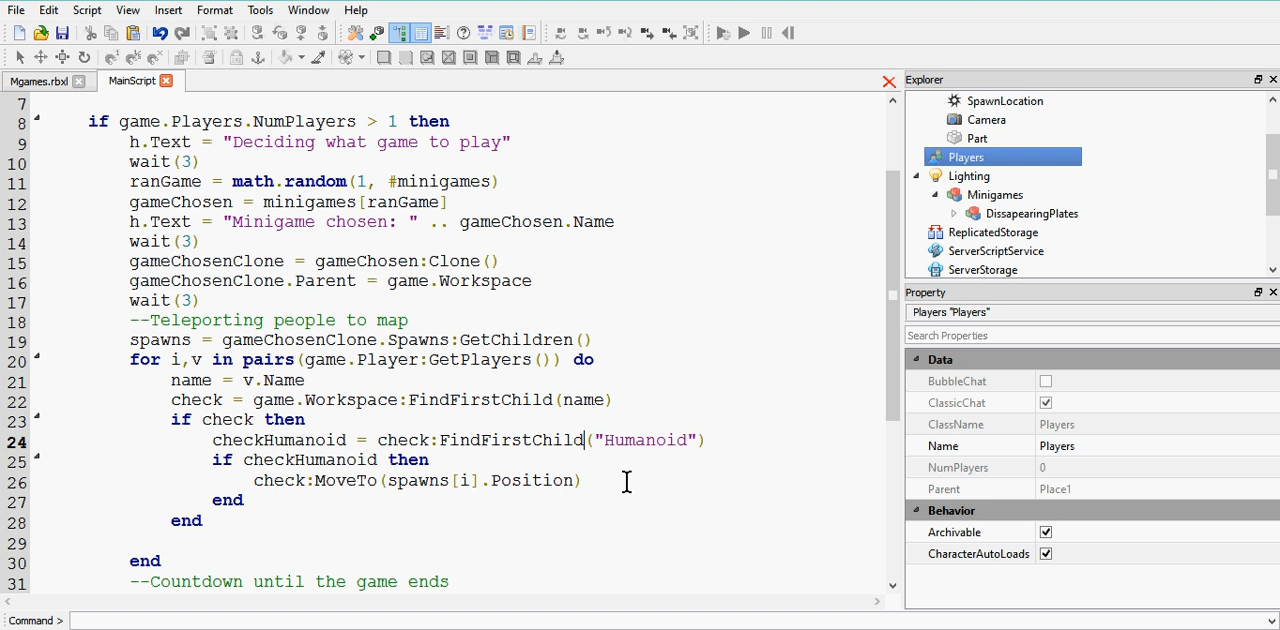 File Edit Script View Insert Format Tools Window Help
Mgames.rbxl MainScript
7
8 if game.Players.NumPlayers > 1 then
9 h.Text = "Deciding what game to play"
10 wait(3)
11 ranGame = math.random(1, #minigames)
12 gameChosen = minigames[ranGame]
13 h.Text = "Minigame chosen: " .. gameChosen.Name
14 wait(3)
15 gameChosenClone = gameChosen:Clone()
16 gameChosenClone.Parent = game.Workspace
17 wait(3)
18 --Teleporting people to map
19 spawns = gameChosenClone.Spawns:GetChildren()
20 for i,v in pairs(game.Player:GetPlayers()) do
21 name = v.Name
22 check = game.Workspace:FindFirstChild(name)
23 if check then
24 checkHumanoid = check:FindFirstChild("Humanoid")
25 if checkHumanoid then
26 check:MoveTo(spawns[i].Position)
27 end
28 end
29
30 end
31 --Countdown until the game ends
Explorer
SpawnLocation
Camera
Part
Players
Lighting
Minigames
DissapearingPlates
ReplicatedStorage
ServerScriptService
ServerStorage
Property
Players "Players"
Search Properties
Data
BubbleChat
ClassicChat
ClassName Players
Name Players
NumPlayers 0
Parent Place1
Behavior
Archivable
CharacterAutoLoads
Command >